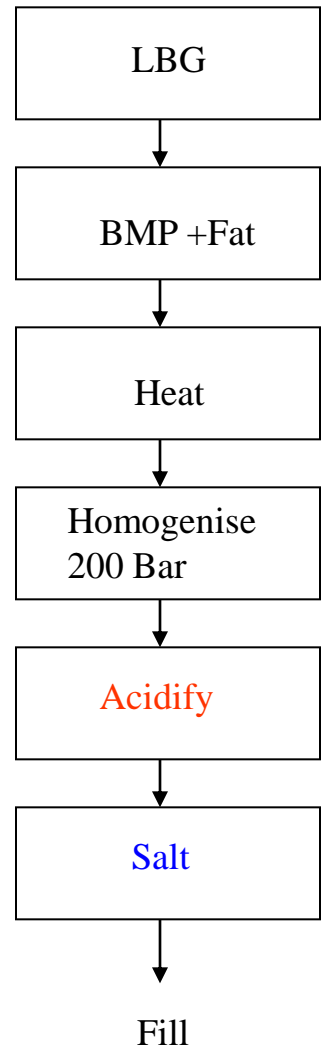 LBG
BMP +Fat
Heat
Homogenise
200 Bar
Acidify
Salt
Fill